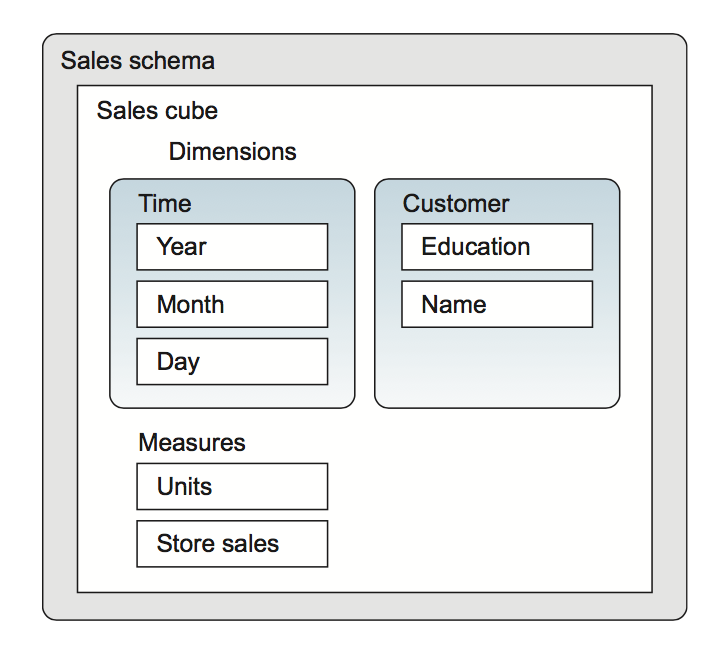 Sales schema
Sales cube
Dimensions
Time
Year
Month
Day
Customer
Education
Name
Measures
Units
Store sales